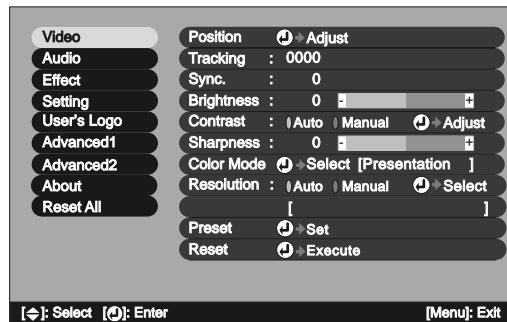 Video
Audio
Effect
Setting
User's Logo
Advanced1
Advanced2
About
Reset All
Position Adjust
Tracking : 0000
Sync. : 0
Brightness : 0 - +
Contrast : Auto Manual Adjust
Sharpness : 0 - +
Color Mode Select [Presentation ]
Resolution : Auto Manual Select
[ ]
Preset Set
Reset Execute
[ ]: Select [ ]: Enter [Menu]: Exit